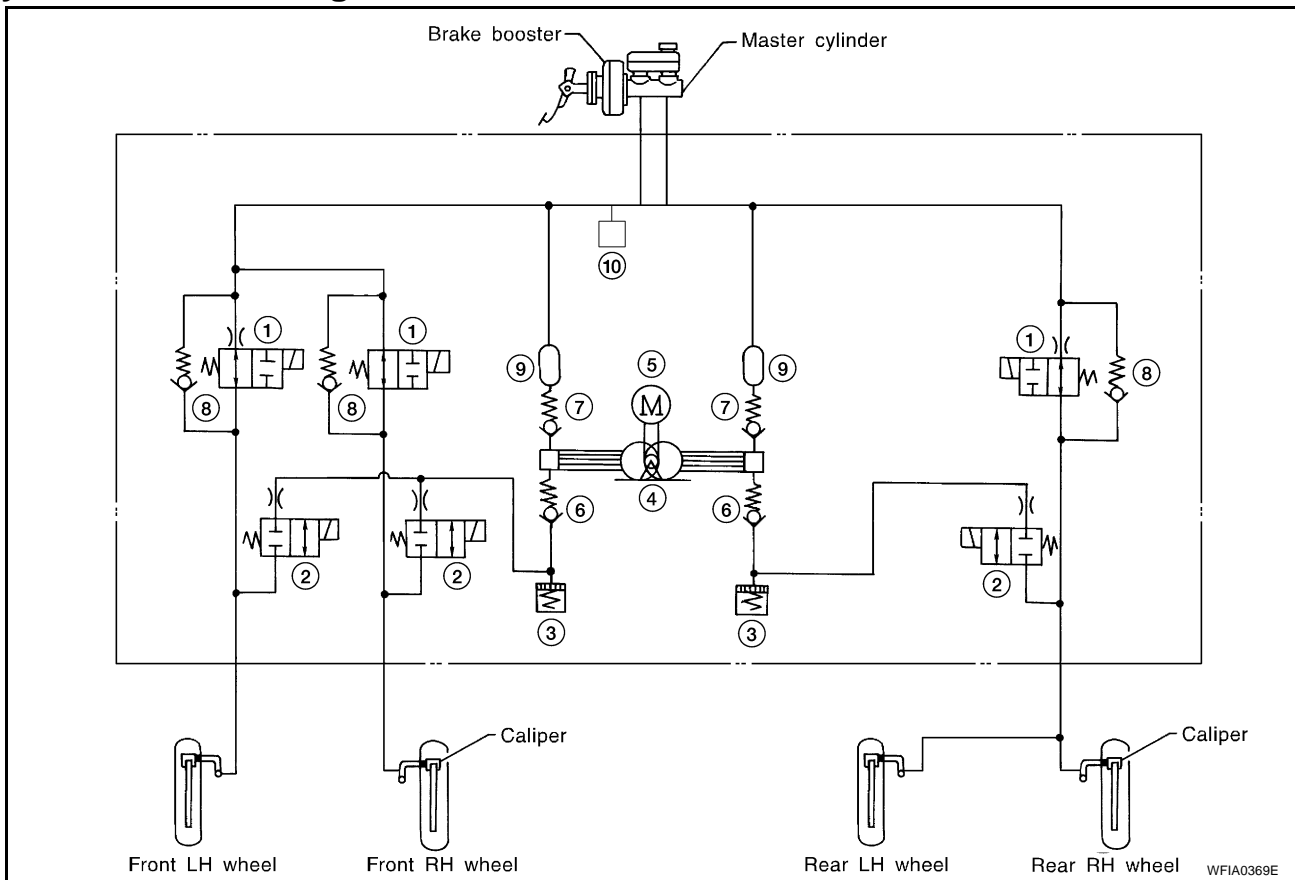 Brake booster
Master cylinder
10
1
1
1
8
8
8
9
5
9
7
M
7
6
4
6
2
2
2
3
3
Caliper
Caliper
Front LH wheel
Front RH wheel
Rear LH wheel
Rear RH wheel
WFIA0369E